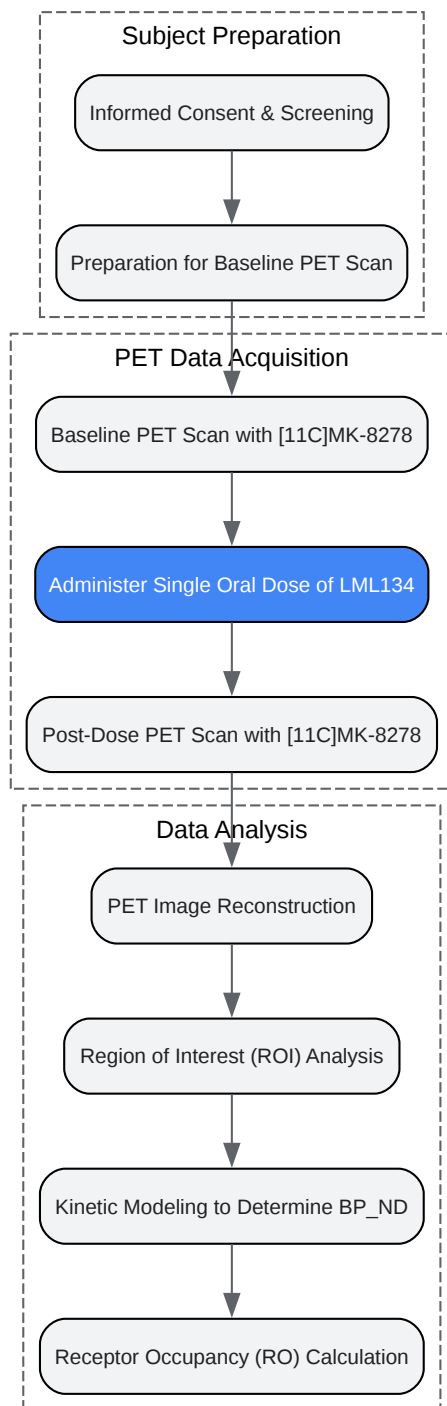 Subject Preparation
Informed Consent & Screening
Preparation for Baseline PET Scan
PET Data Acquisition
Baseline PET Scan with [11C]MK-8278
Administer Single Oral Dose of LML134
Post-Dose PET Scan with [11C]MK-8278
Data Analysis
PET Image Reconstruction
Region of Interest (ROI) Analysis
Kinetic Modeling to Determine BP_ND
Receptor Occupancy (RO) Calculation